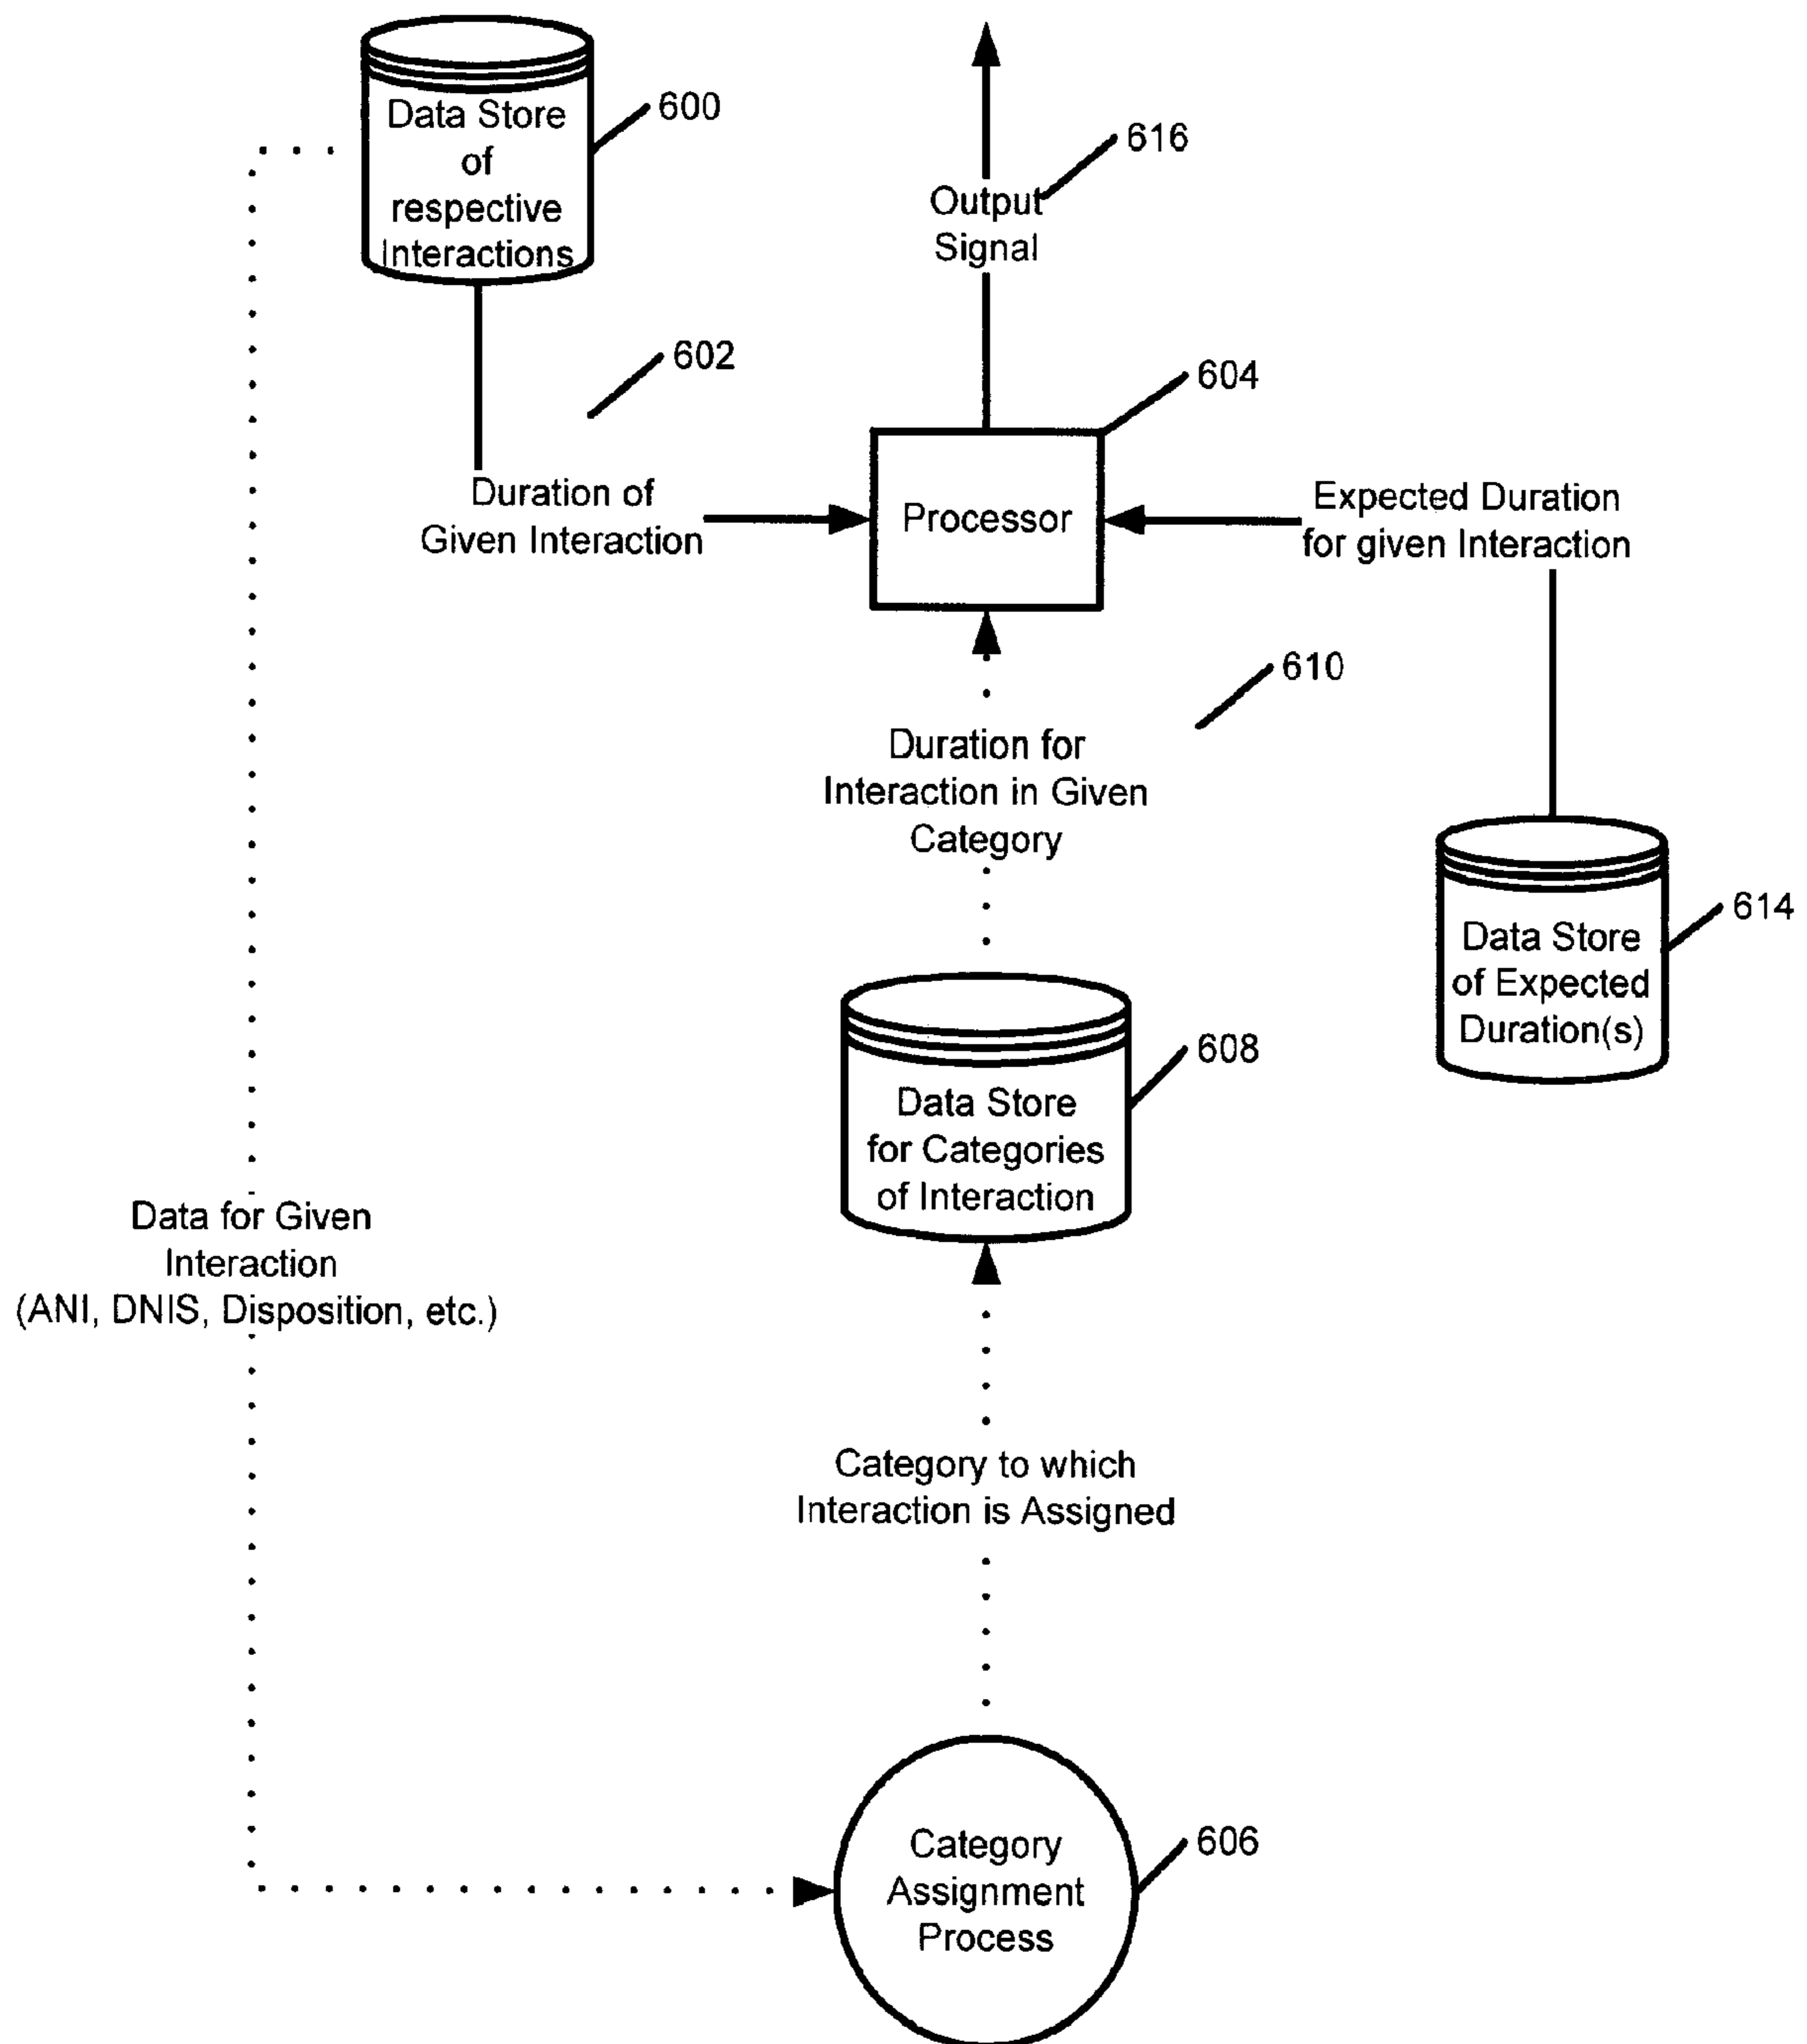 Data Store
of
respective
Interactions
600
616
Output
Signal
602
604
Duration of
Given Interaction
Processor
Expected Duration
for given Interaction
610
Duration for
Interaction in Given
Category
614
Data Store
of Expected
Duration(s)
608
Data Store
for Categories
of Interaction
Data for Given
Interaction
(ANI, DNIS, Disposition, etc.)
Category to which
Interaction is Assigned
606
Category
Assignment
Process